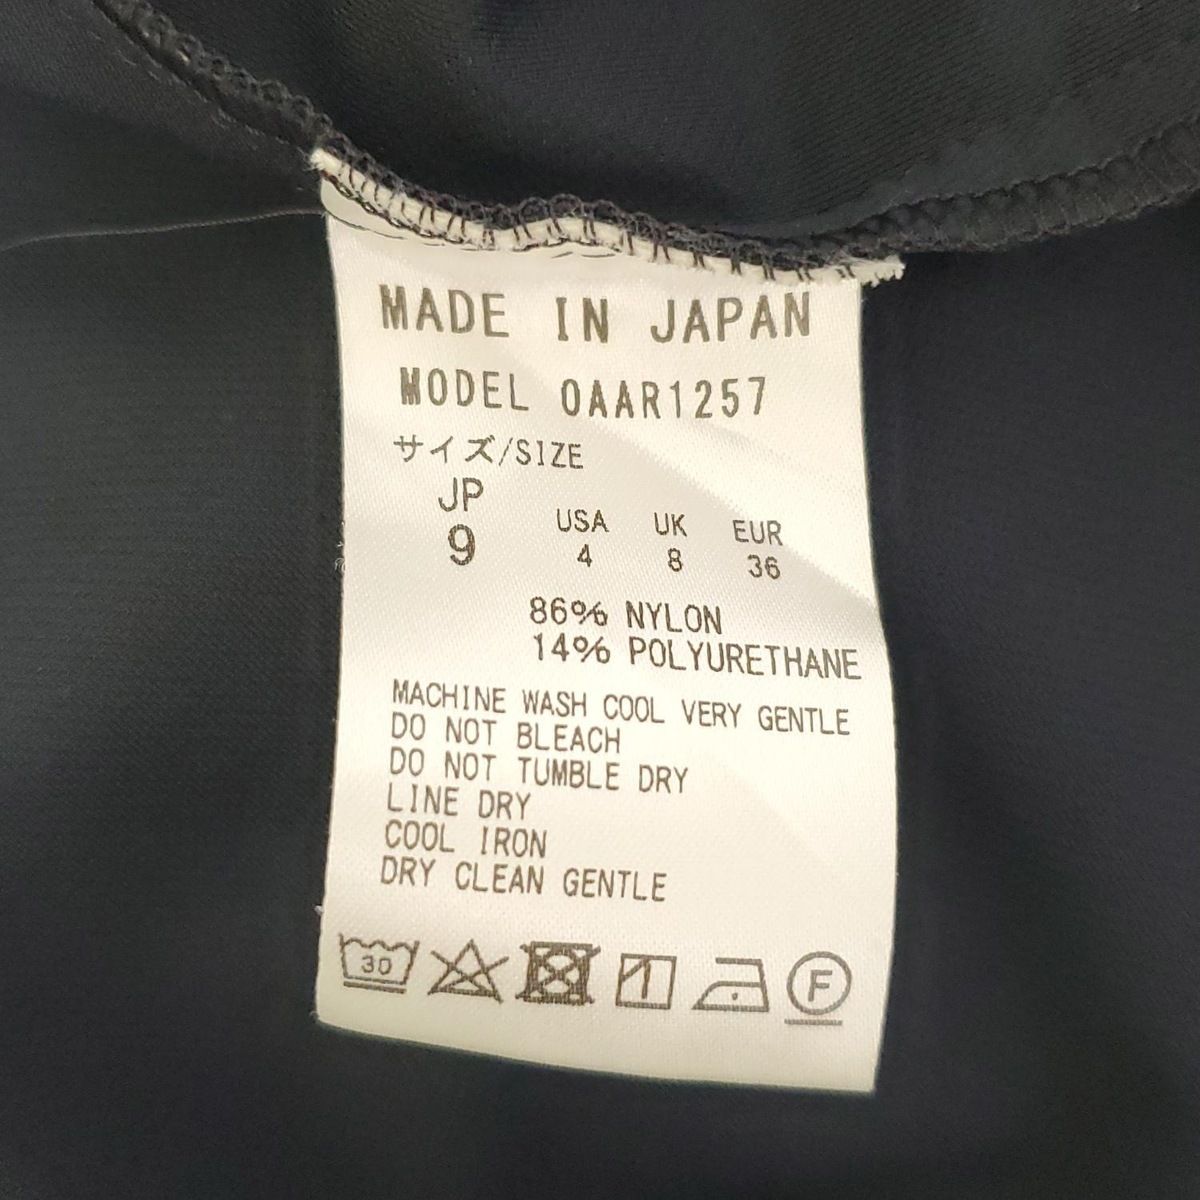 MADE IN JAPAN
MODEL OAAR1257
サイズ/SIZE
JP USA UK EUR
9 4 8 36
86% NYLON
14% POLYURETHANE
MACHINE WASH COOL VERY GENTLE
DO NOT BLEACH
DO NOT TUMBLE DRY
LINE DRY
COOL IRON
DRY CLEAN GENTLE
30 F